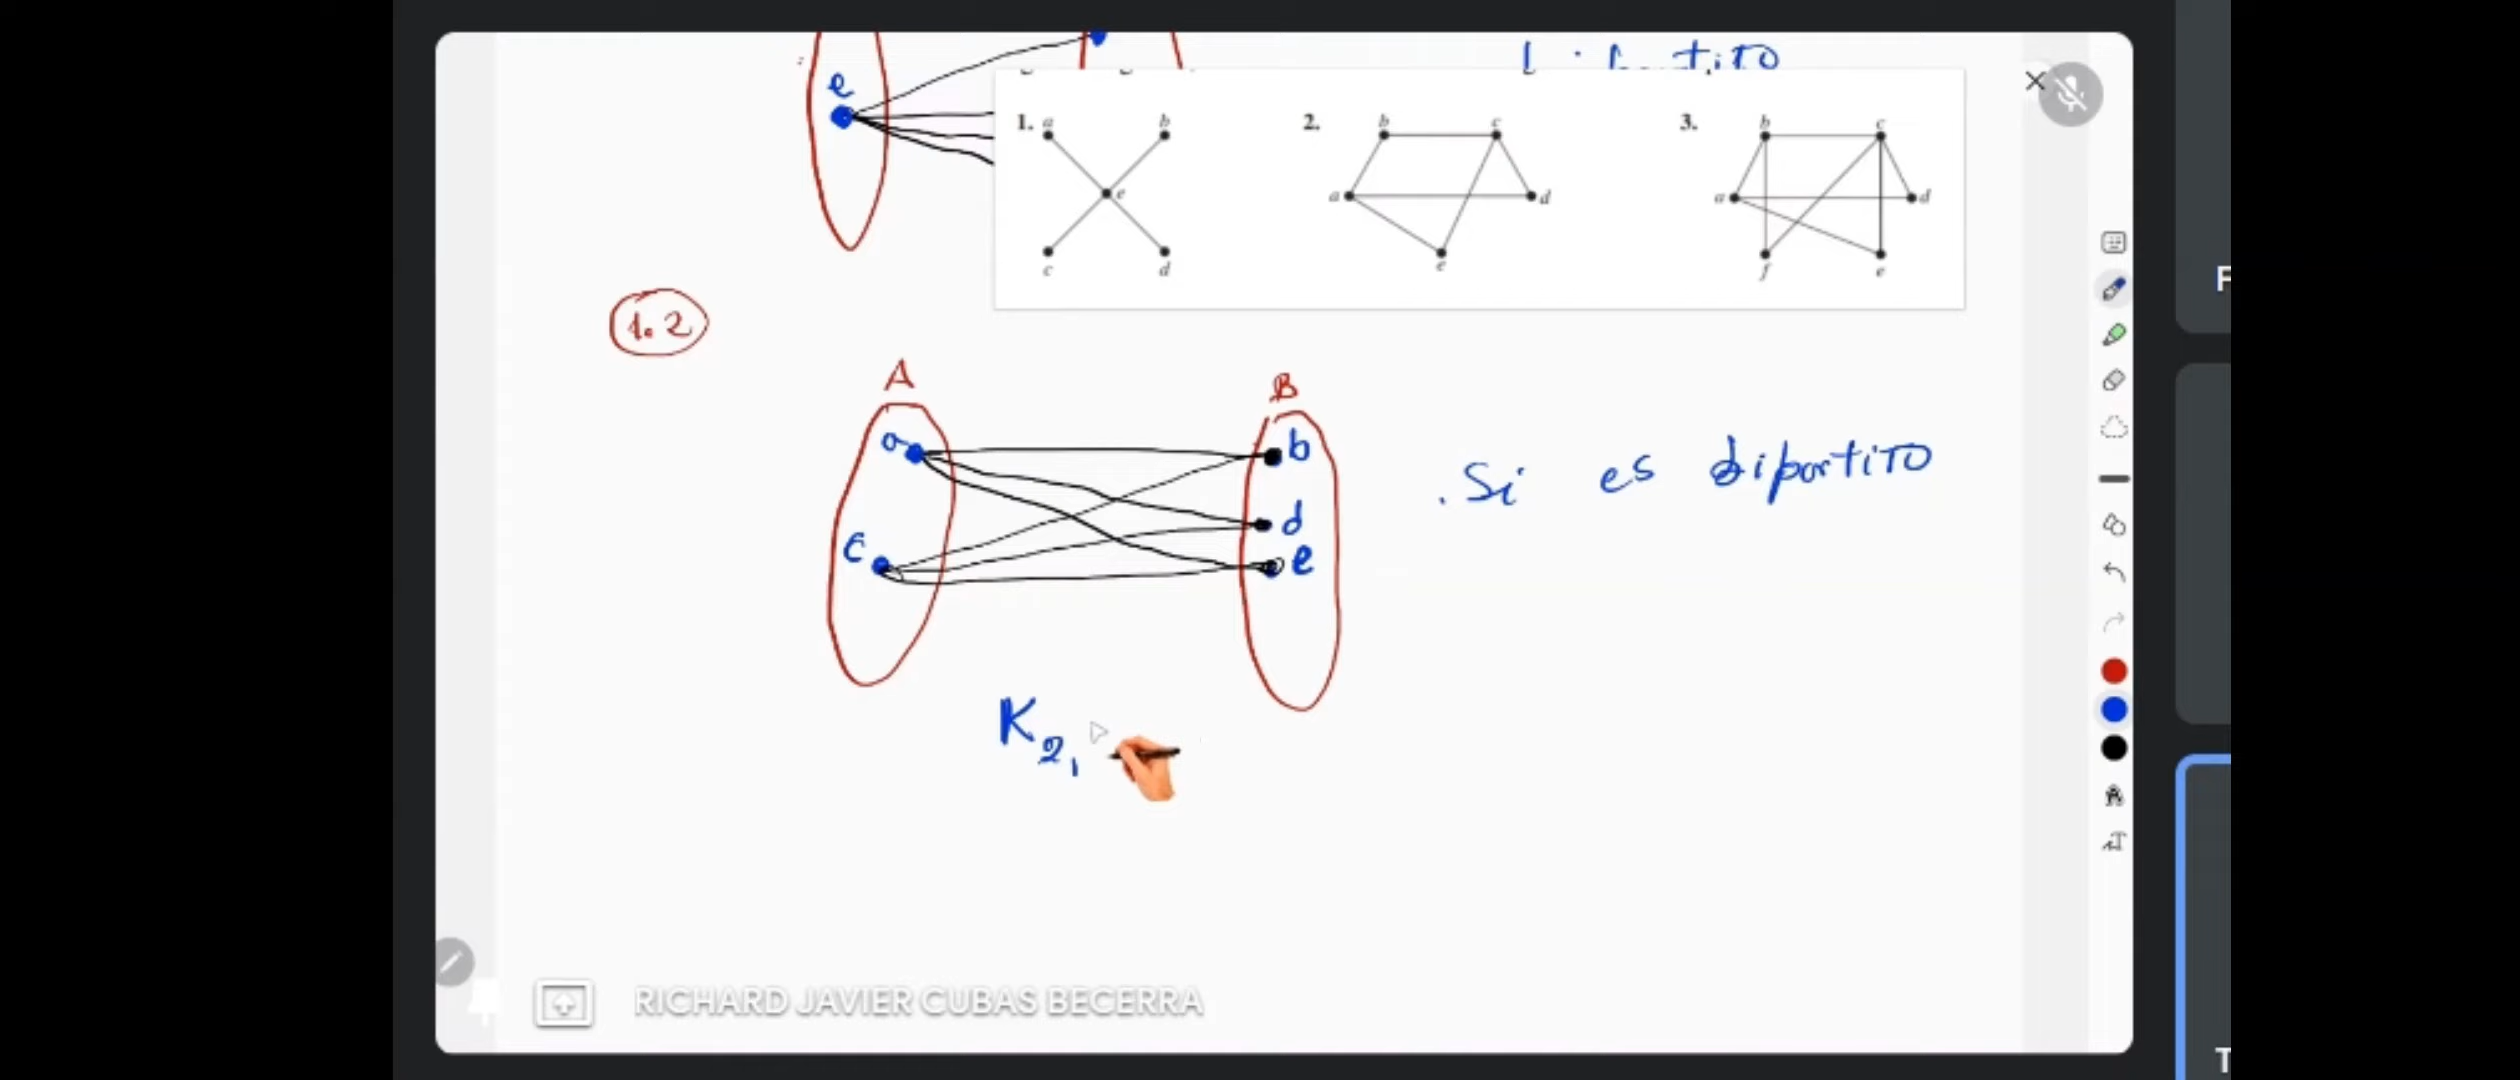 e
1. a b e c d
2. b c a d e
3. b c a d f e
1.2
A B
a b
. Si es bipartito
d
c e
K2,
RICHARD JAVIER CUBAS BECERRA
F
T